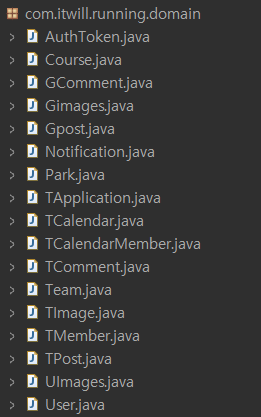 com.itwill.running.domain
AuthToken.java
Course.java
GComment.java
Gimages.java
Gpost.java
Notification.java
Park.java
TApplication.java
TCalendar.java
TCalendarMember.java
TComment.java
Team.java
TImage.java
TMember.java
TPost.java
UImages.java
User.java